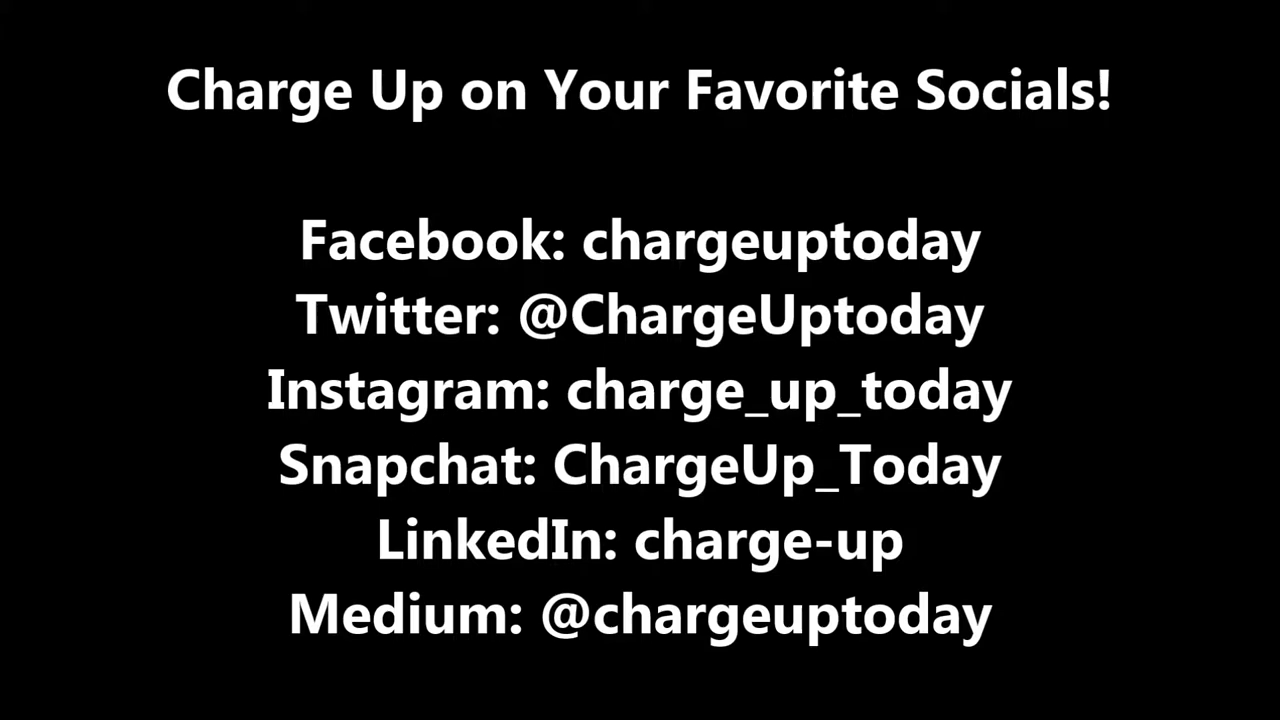 Charge Up on Your Favorite Socials!
Facebook: chargeuptoday
Twitter: @ChargeUptoday
Instagram: charge_up_today
Snapchat: ChargeUp_Today
LinkedIn: charge-up
Medium: @chargeuptoday